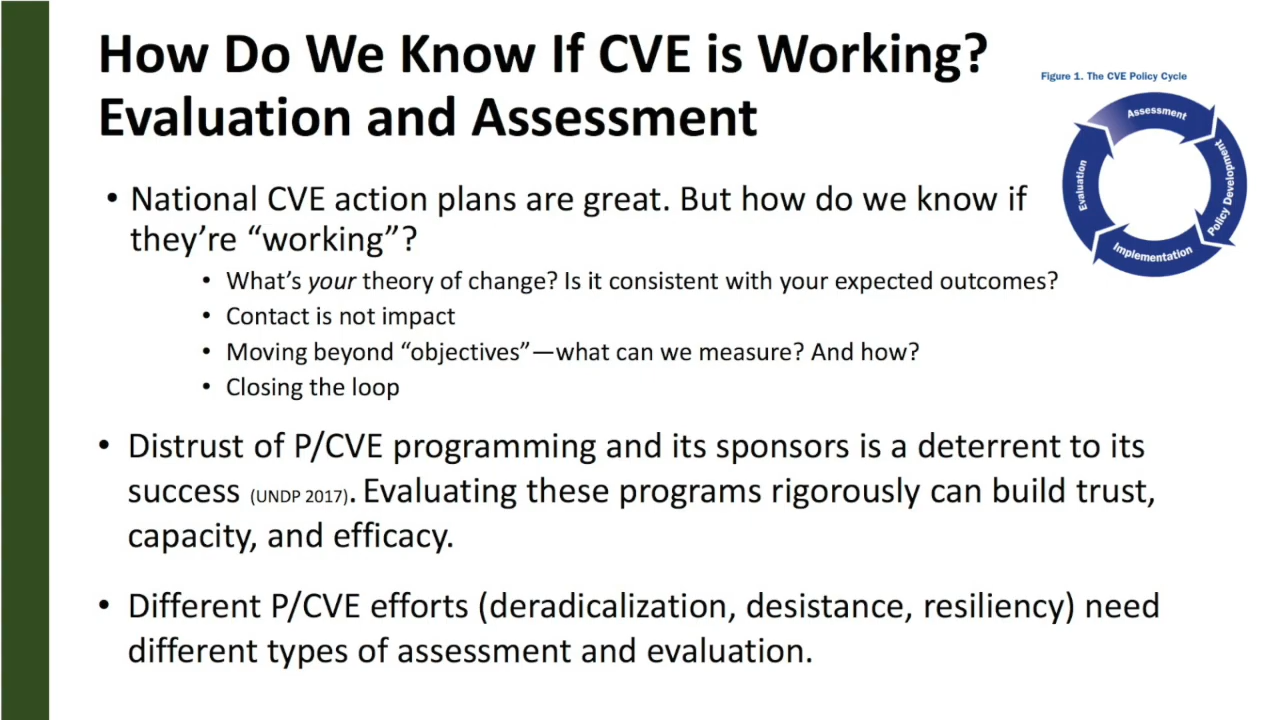 How Do We Know If CVE is Working?
Evaluation and Assessment
Figure 1. The CVE Policy Cycle
Assessment
Policy Development
Implementation
Evaluation
• National CVE action plans are great. But how do we know if
they’re “working”?
• What’s your theory of change? Is it consistent with your expected outcomes?
• Contact is not impact
• Moving beyond “objectives”—what can we measure? And how?
• Closing the loop
• Distrust of P/CVE programming and its sponsors is a deterrent to its
success (UNDP 2017). Evaluating these programs rigorously can build trust,
capacity, and efficacy.
• Different P/CVE efforts (deradicalization, desistance, resiliency) need
different types of assessment and evaluation.